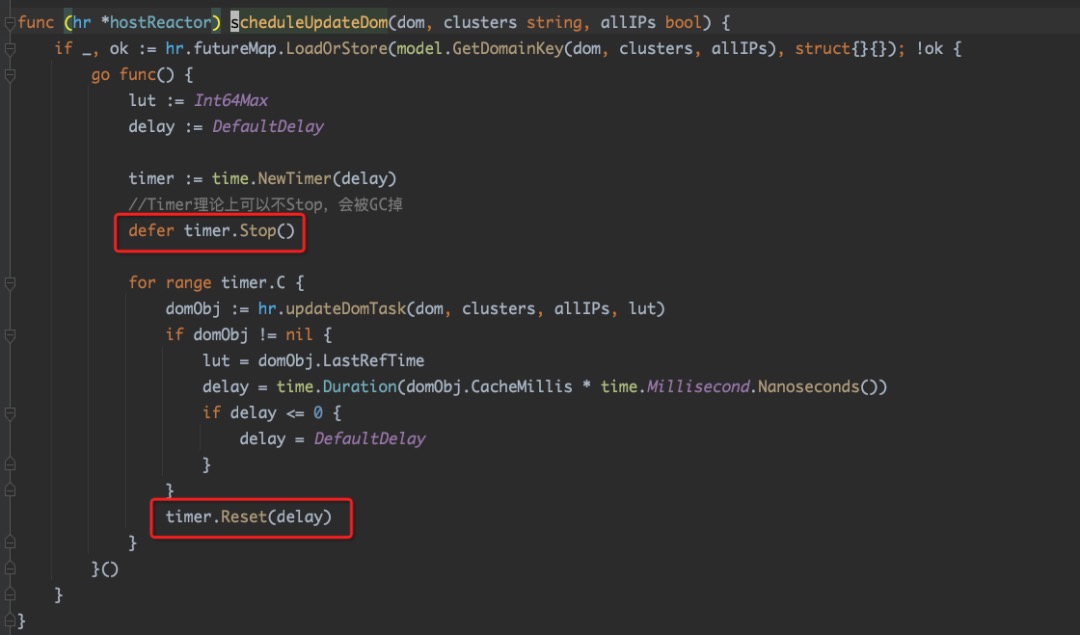 func (hr *hostReactor) scheduleUpdateDom(dom, clusters string, allIPs bool) {
if _, ok := hr.futureMap.LoadOrStore(model.GetDomainKey(dom, clusters, allIPs), struct{}{}); !ok {
go func() {
lut := Int64Max
delay := DefaultDelay
timer := time.NewTimer(delay)
//Timer理论上可以不Stop, 会被GC掉
defer timer.Stop()
for range timer.C {
domObj := hr.updateDomTask(dom, clusters, allIPs, lut)
if domObj != nil {
lut = domObj.LastRefTime
delay = time.Duration(domObj.CacheMillis * time.Millisecond.Nanoseconds())
if delay <= 0 {
delay = DefaultDelay
}
}
timer.Reset(delay)
}
}()
}
}